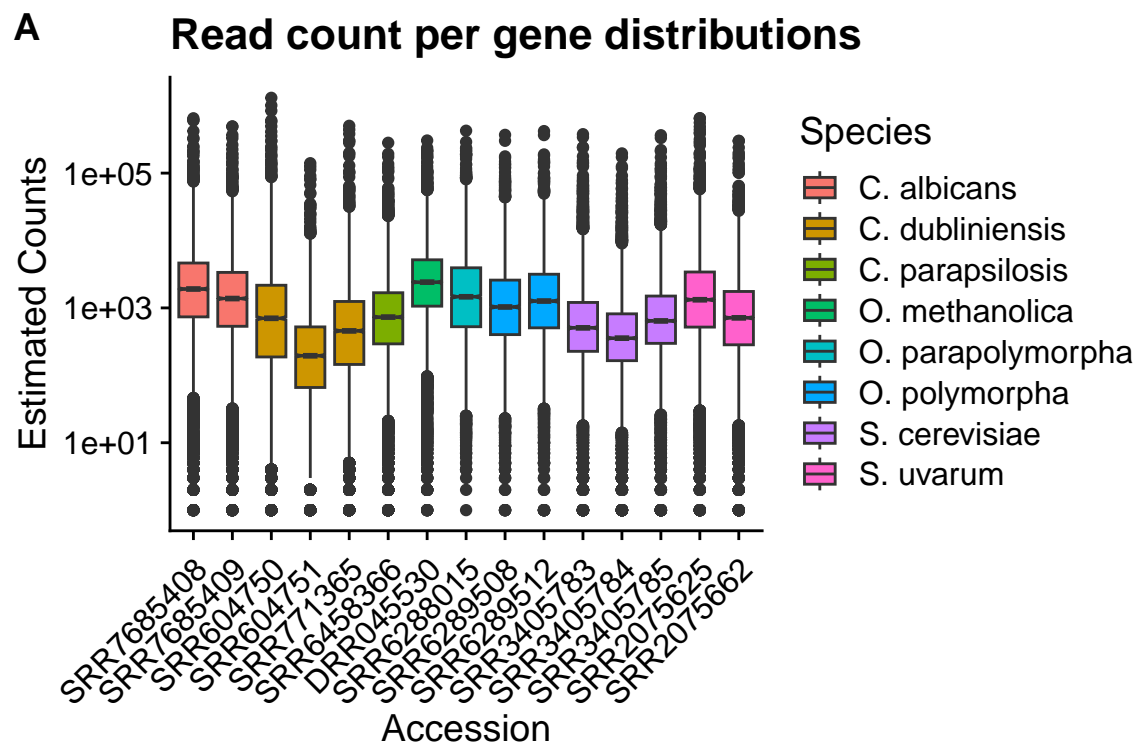 A
Read count per gene distributions
Estimated Counts
1e+05
1e+03
1e+01
SRR7685408
SRR7685409
SRR604750
SRR604751
SRR771365
SRR6458366
DRR045530
SRR6288015
SRR6289508
SRR6289512
SRR3405783
SRR3405784
SRR3405785
SRR2075625
SRR2075662
Accession
Species
C. albicans
C. dubliniensis
C. parapsilosis
O. methanolica
O. parapolymorpha
O. polymorpha
S. cerevisiae
S. uvarum